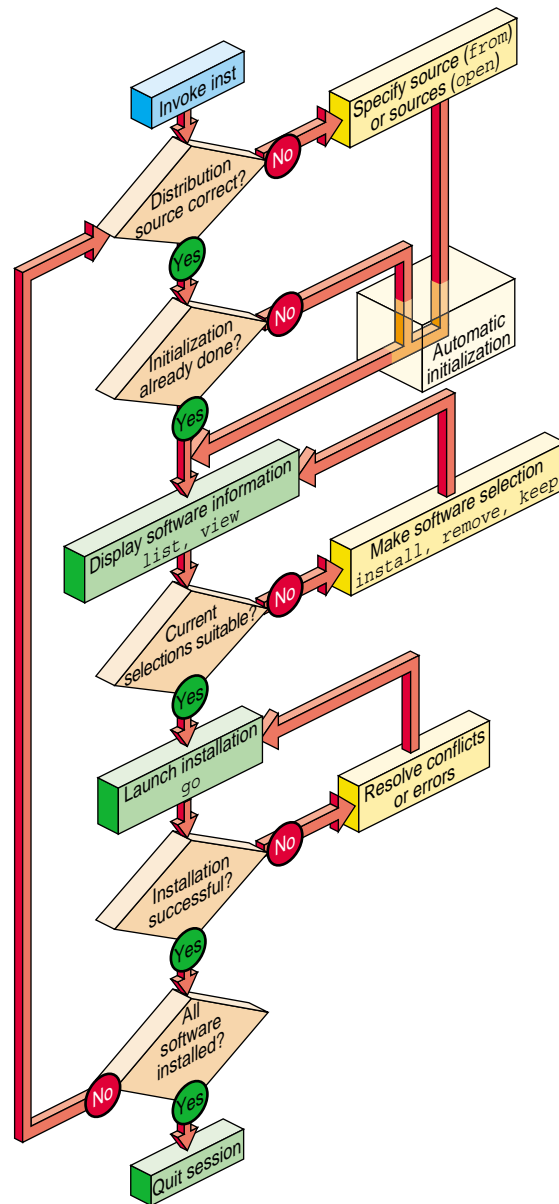 Invoke inst
Specify source (from)
or sources (open)
No
Distribution
source correct?
Yes
No
Initialization
already done?
Automatic
initialization
Yes
Display software information
list, view
Make software selection
install, remove, keep
No
Current
selections suitable?
Yes
Launch installation
go
Resolve conflicts
or errors
No
Installation
successful?
Yes
All
software
installed?
No
Yes
Quit session